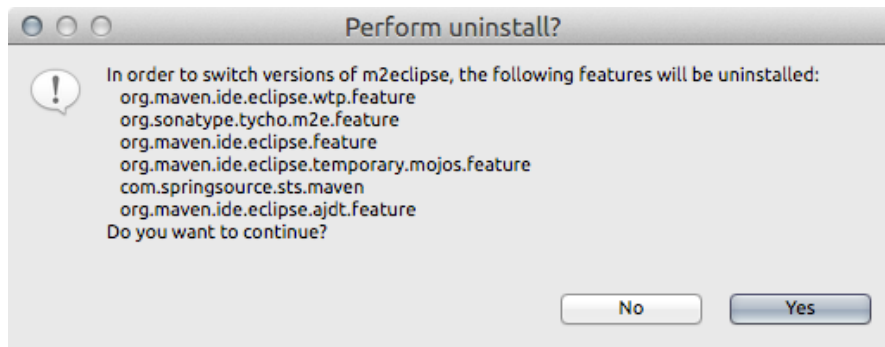 Perform uninstall?
In order to switch versions of m2eclipse, the following features will be uninstalled:
org.maven.ide.eclipse.wtp.feature
org.sonatype.tycho.m2e.feature
org.maven.ide.eclipse.feature
org.maven.ide.eclipse.temporary.mojos.feature
com.springsource.sts.maven
org.maven.ide.eclipse.ajdt.feature
Do you want to continue?
No Yes